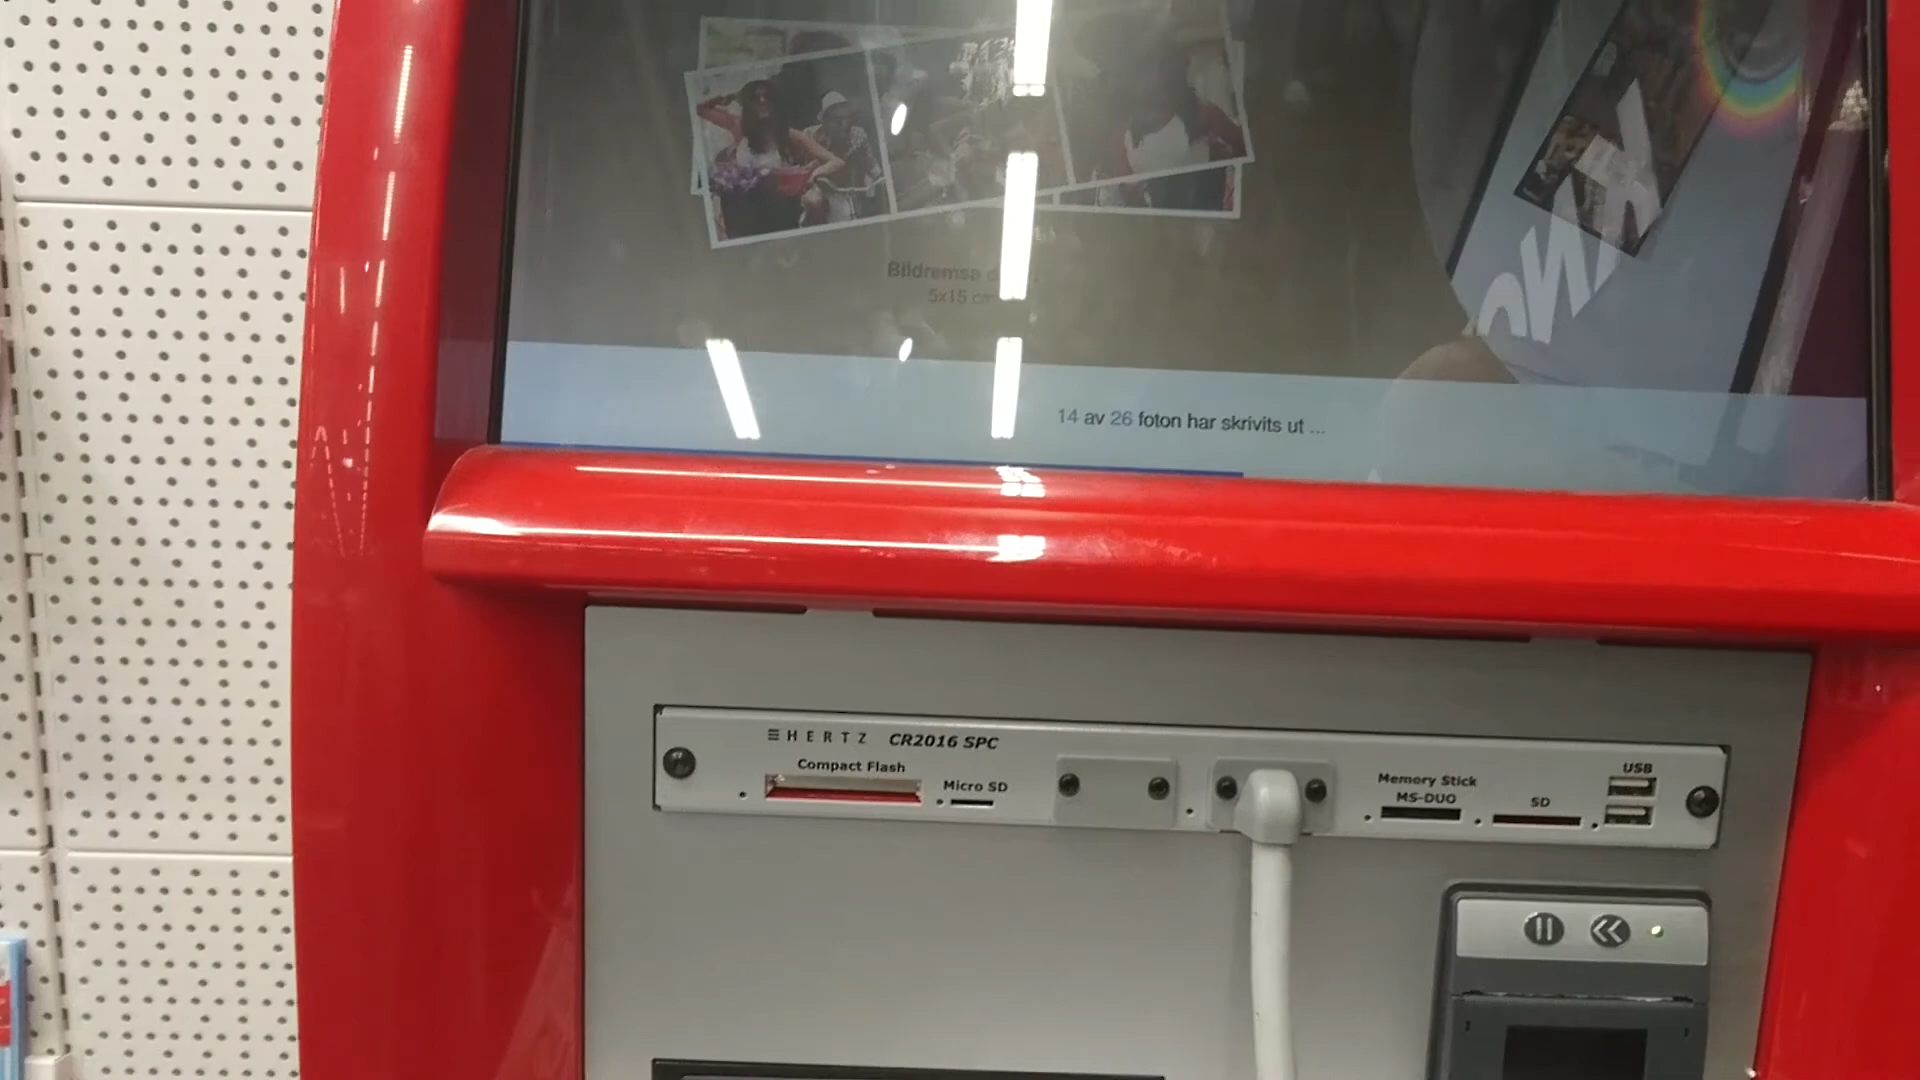 Bildremsa
5x15 cm
14 av 26 foton har skrivits ut ...
HERTZ CR2016 SPC
Compact Flash
Micro SD
Memory Stick
MS-DUO
SD
USB